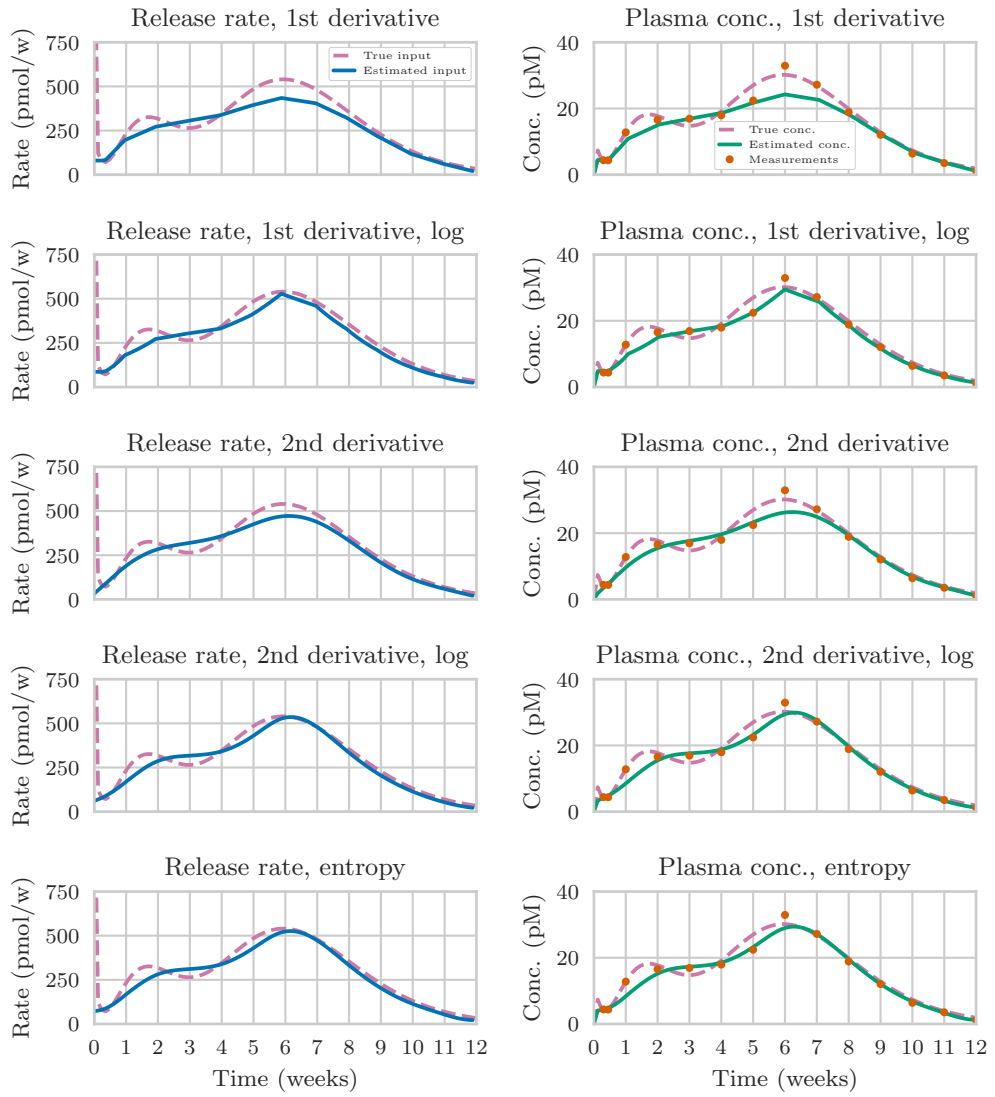 Release rate, 1st derivative
Rate (pmol/w)
750
500
250
0
True input
Estimated input
Plasma conc., 1st derivative
Conc. (pM)
40
20
0
True conc.
Estimated conc.
Measurements
Release rate, 1st derivative, log
Rate (pmol/w)
750
500
250
0
Plasma conc., 1st derivative, log
Conc. (pM)
40
20
0
Release rate, 2nd derivative
Rate (pmol/w)
750
500
250
0
Plasma conc., 2nd derivative
Conc. (pM)
40
20
0
Release rate, 2nd derivative, log
Rate (pmol/w)
750
500
250
0
Plasma conc., 2nd derivative, log
Conc. (pM)
40
20
0
Release rate, entropy
Rate (pmol/w)
750
500
250
0
0 1 2 3 4 5 6 7 8 9 10 11 12
Time (weeks)
Plasma conc., entropy
Conc. (pM)
40
20
0
0 1 2 3 4 5 6 7 8 9 10 11 12
Time (weeks)